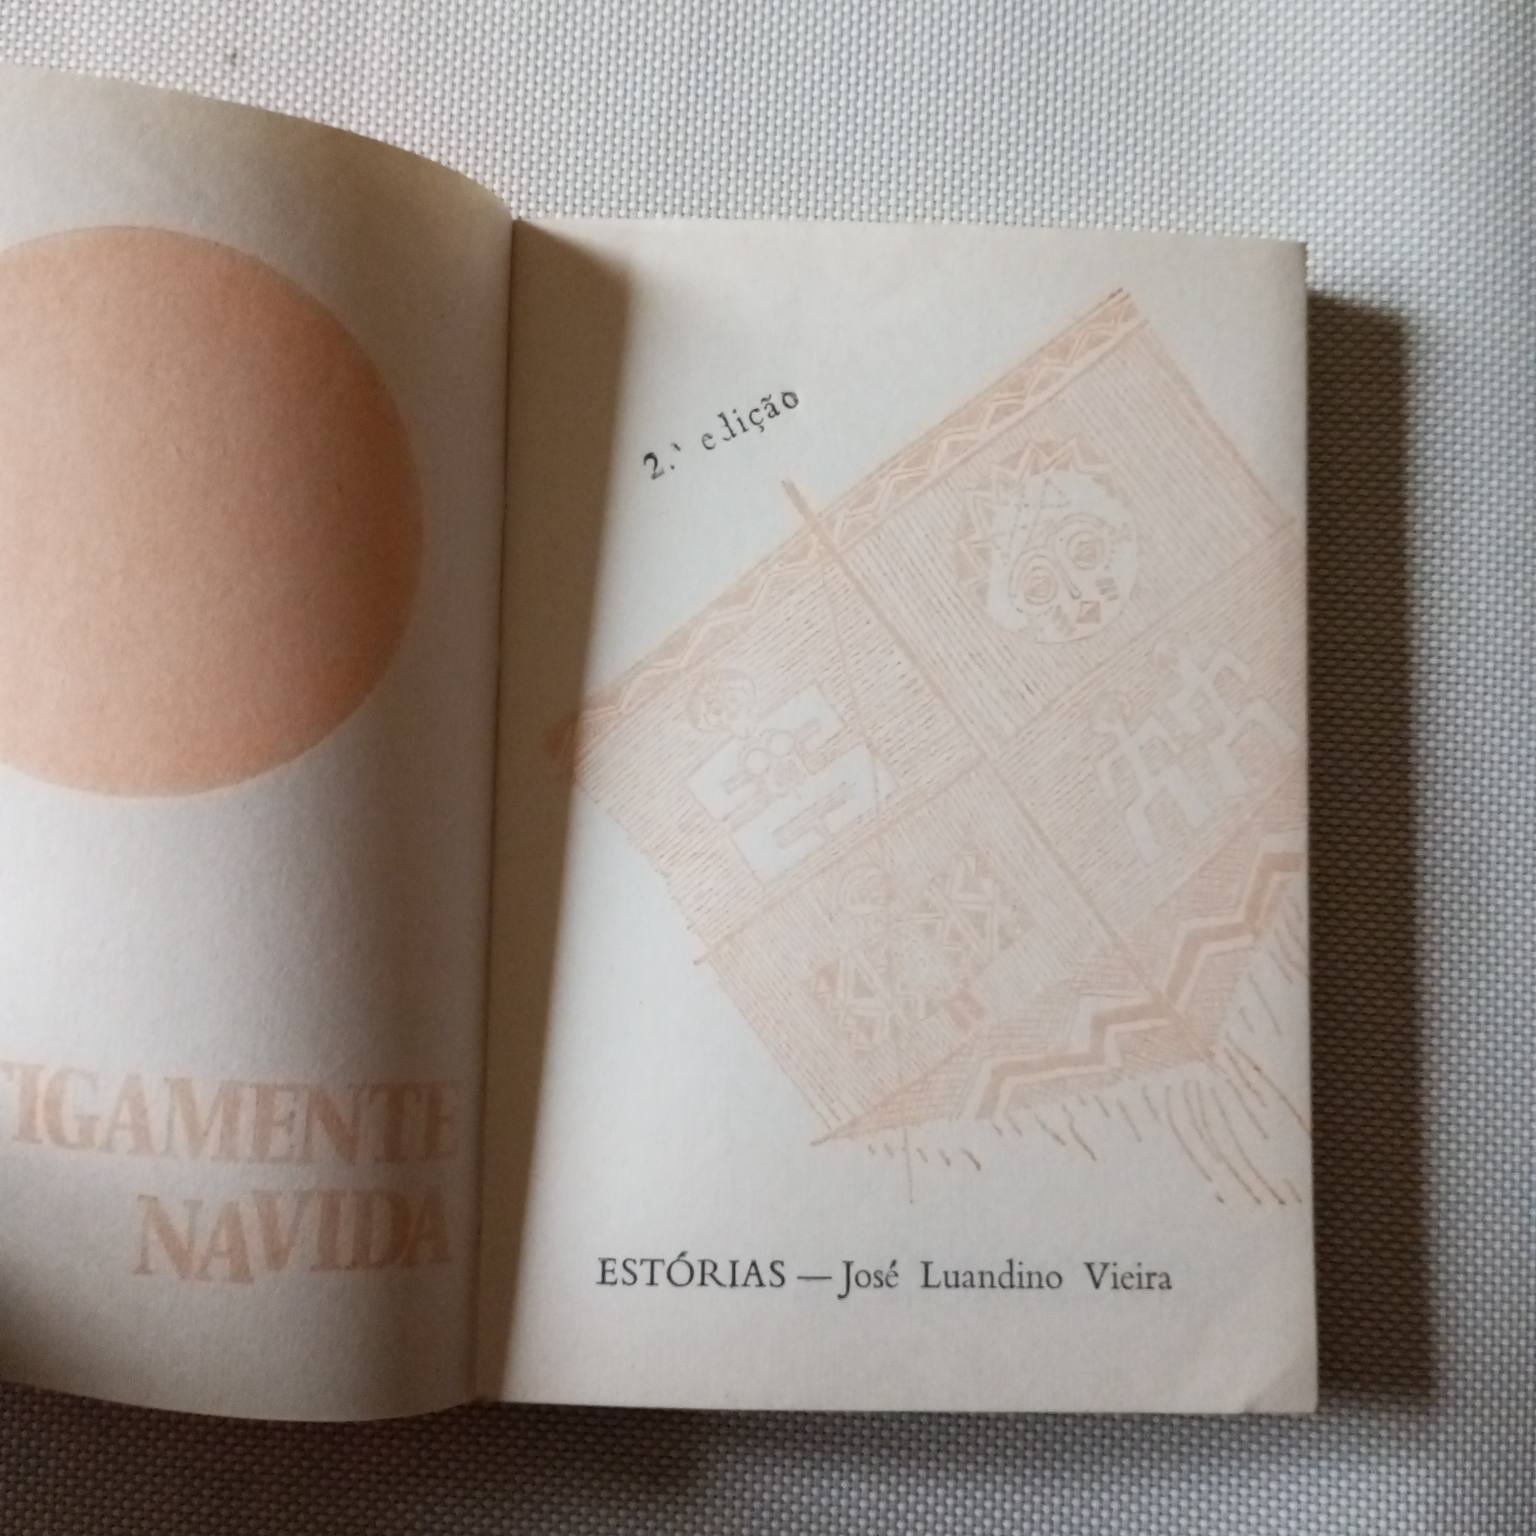 TIGAMENTE
NAVIDA
2.ª edição
ESTÓRIAS — José Luandino Vieira